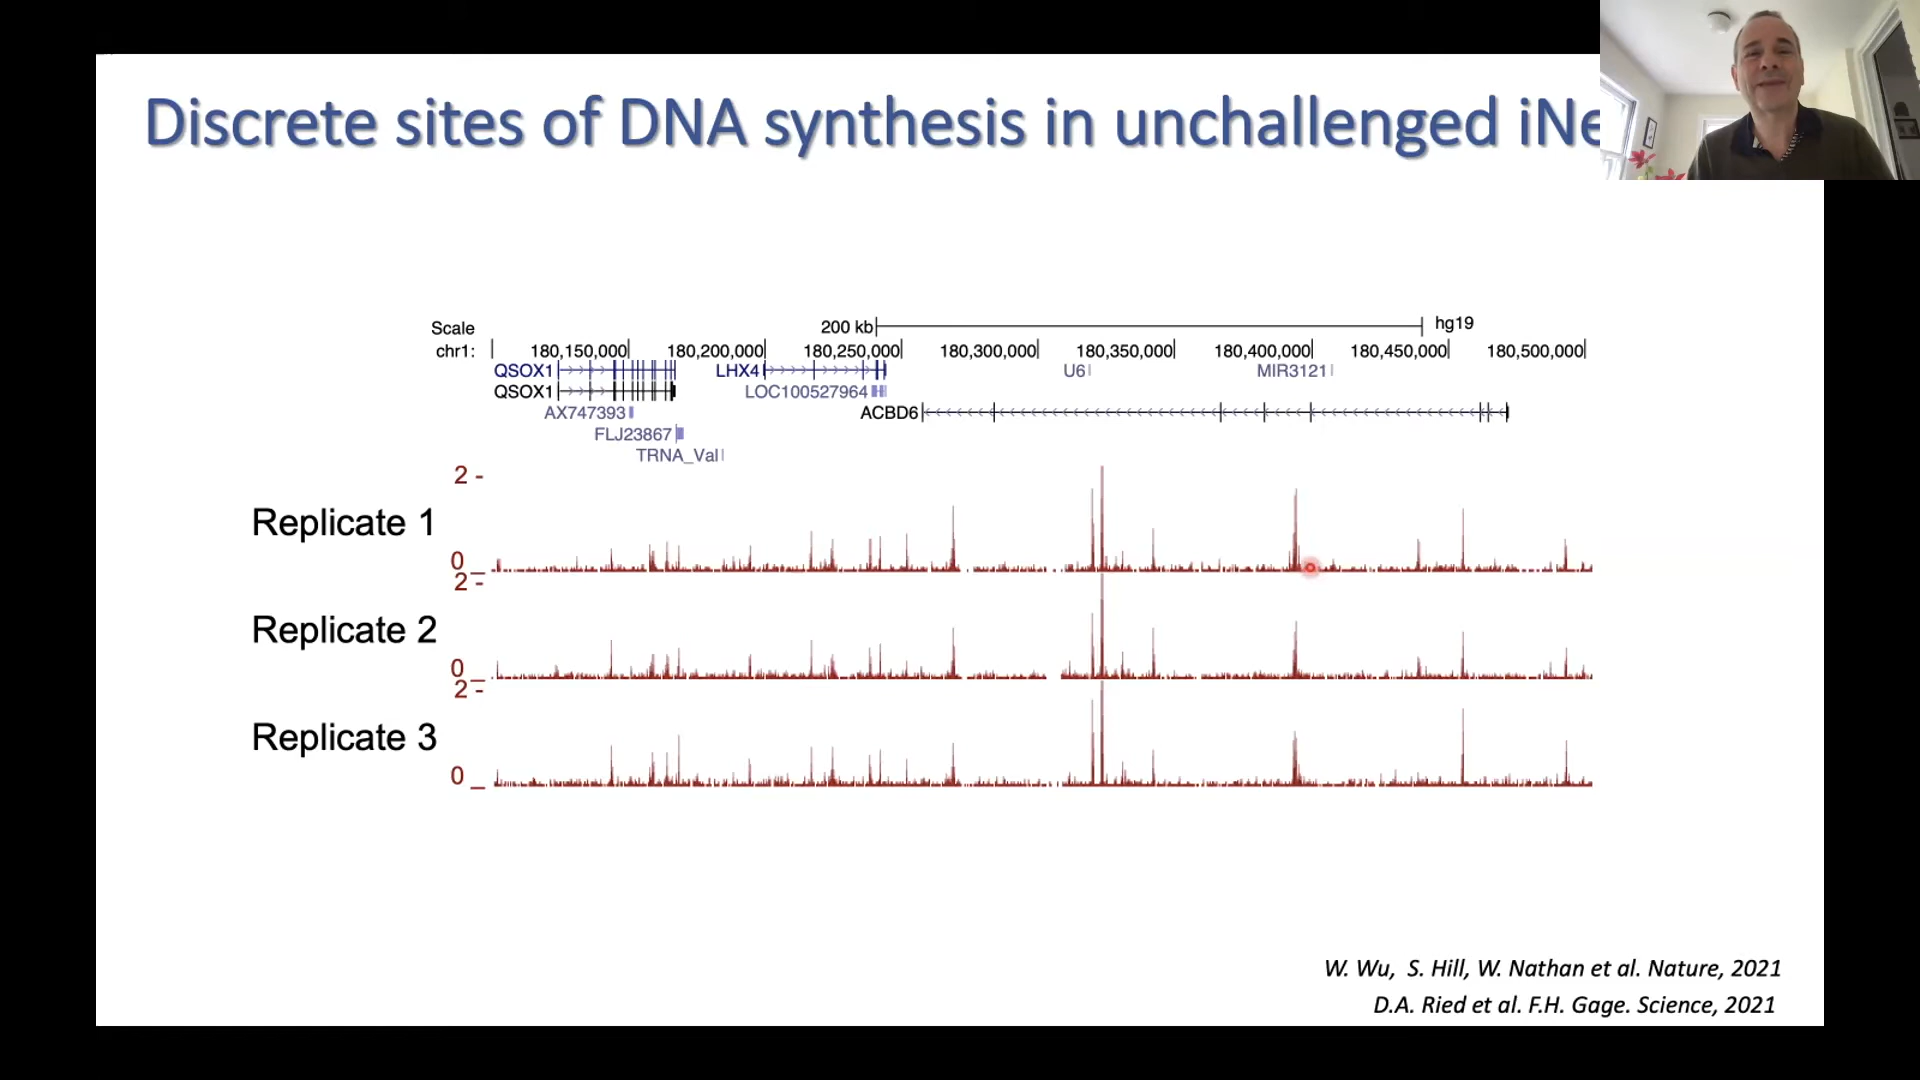 Discrete sites of DNA synthesis in unchallenged iNe
Scale 200 kb hg19
chr1: 180,150,000 180,200,000 180,250,000 180,300,000 180,350,000 180,400,000 180,450,000 180,500,000
QSOX1 LHX4 U6 MIR3121
QSOX1 LOC100527964
AX747393 ACBD6
FLJ23867
TRNA_Val
2 -
Replicate 1
0 _
2 -
Replicate 2
0 _
2 -
Replicate 3
0 _
W. Wu, S. Hill, W. Nathan et al. Nature, 2021
D.A. Ried et al. F.H. Gage. Science, 2021